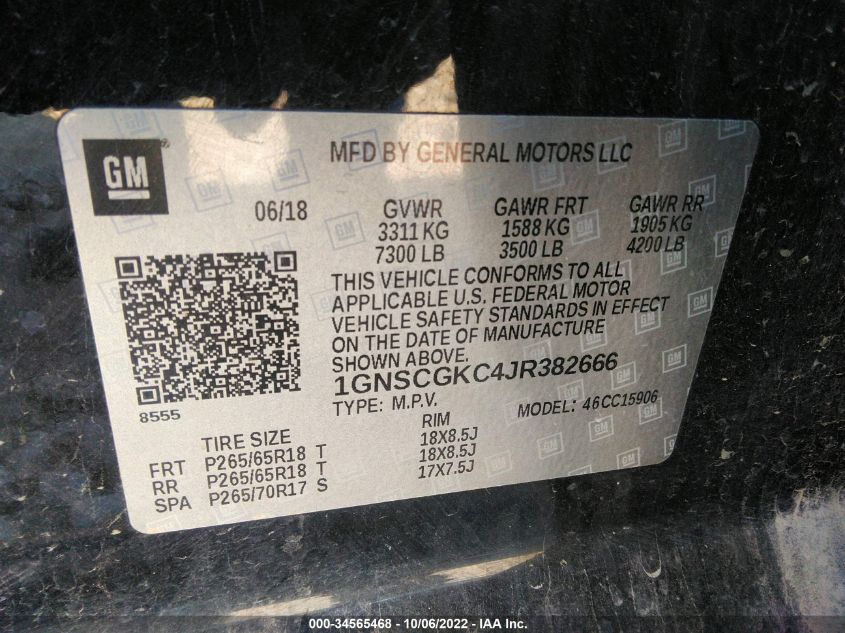 GM
MFD BY GENERAL MOTORS LLC
06/18 GVWR GAWR FRT GAWR RR
3311 KG 1588 KG 1905 KG
7300 LB 3500 LB 4200 LB
THIS VEHICLE CONFORMS TO ALL
APPLICABLE U.S. FEDERAL MOTOR
VEHICLE SAFETY STANDARDS IN EFFECT
ON THE DATE OF MANUFACTURE
SHOWN ABOVE.
1GNSCGKC4JR382666
8555
TYPE: M.P.V. MODEL: 46CC15906
TIRE SIZE RIM
FRT P265/65R18 T 18X8.5J
RR P265/65R18 T 18X8.5J
SPA P265/70R17 S 17X7.5J
000-34565468 - 10/06/2022 - IAA Inc.